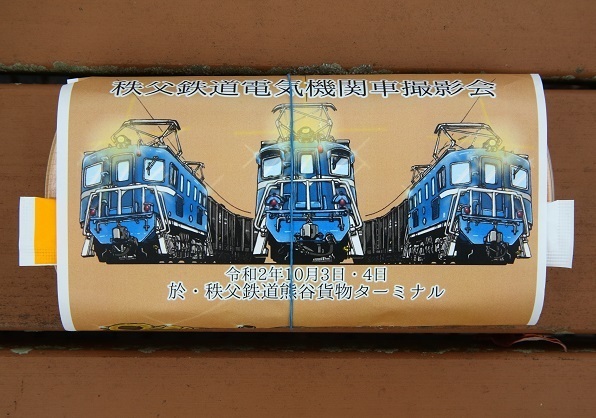 秩父鉄道電気機関車撮影会
令和2年10月3日・4日
於・秩父鉄道熊谷貨物ターミナル